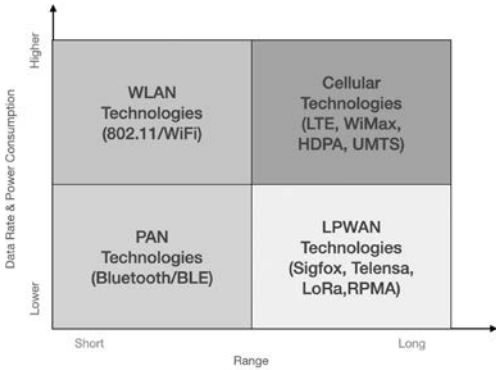 Higher
Data Rate & Power Consumption
Lower
WLAN
Technologies
(802.11/WiFi)
Cellular
Technologies
(LTE, WiMax,
HDPA, UMTS)
PAN
Technologies
(Bluetooth/BLE)
LPWAN
Technologies
(Sigfox, Telensa,
LoRa,RPMA)
Short
Long
Range